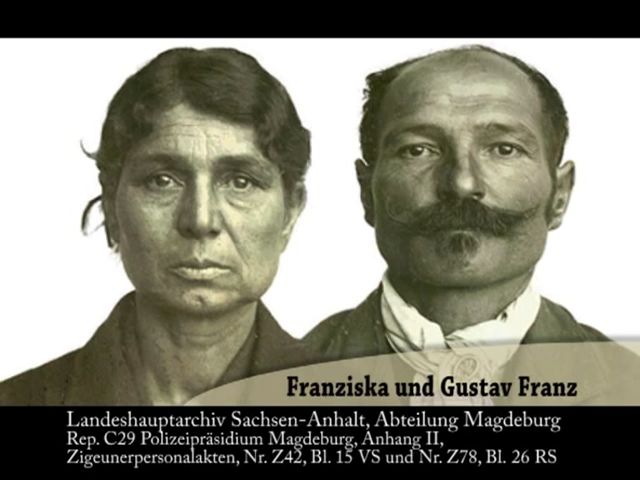 Franziska und Gustav Franz
Landeshauptarchiv Sachsen-Anhalt, Abteilung Magdeburg
Rep. C29 Polizeipräsidium Magdeburg, Anhang II,
Zigeunerpersonalakten, Nr. Z42, Bl. 15 VS und Nr. Z78, Bl. 26 RS